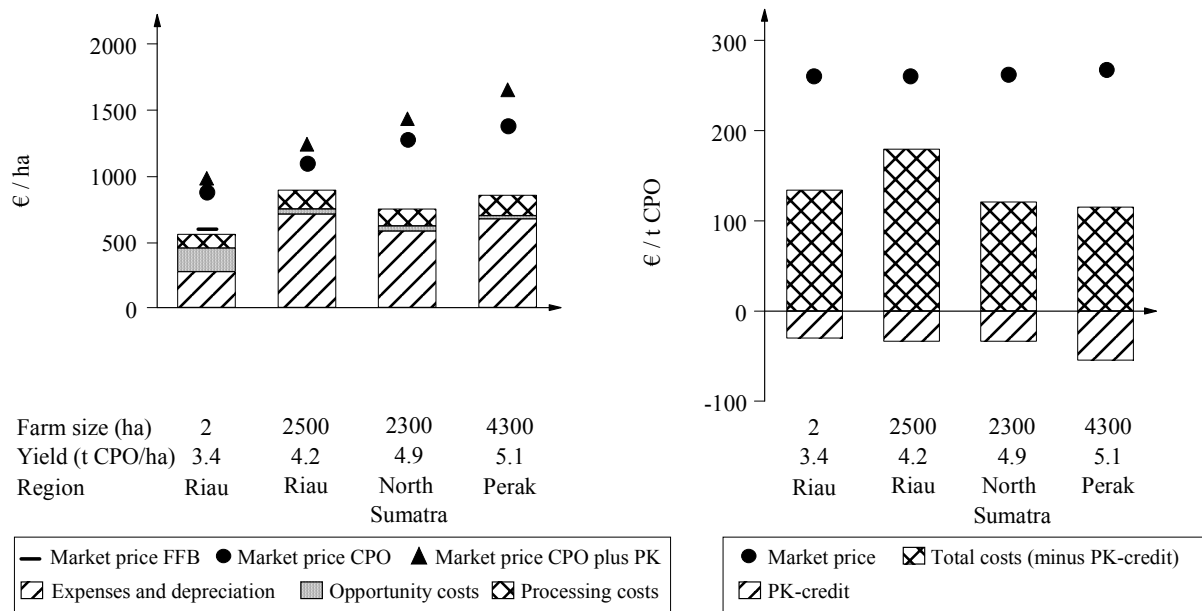 2000
1500
1000
500
0
€ / ha
300
200
100
0
-100
€ / t CPO
Farm size (ha) 2 2500 2300 4300
Yield (t CPO/ha) 3.4 4.2 4.9 5.1
Region Riau Riau North Perak
Sumatra
2 2500 2300 4300
3.4 4.2 4.9 5.1
Riau Riau North Perak
Sumatra
Market price FFB Market price CPO Market price CPO plus PK
Expenses and depreciation Opportunity costs Processing costs
Market price Total costs (minus PK-credit)
PK-credit